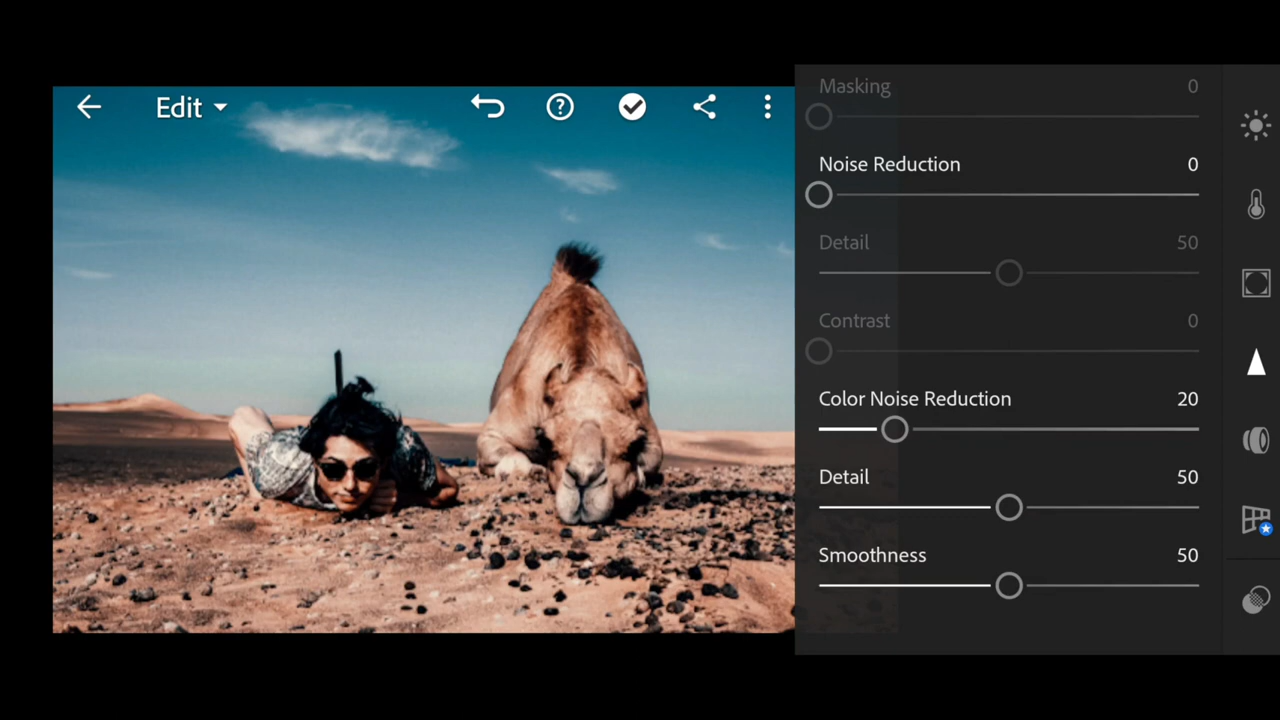 Edit
Masking 0
Noise Reduction 0
Detail 50
Contrast 0
Color Noise Reduction 20
Detail 50
Smoothness 50